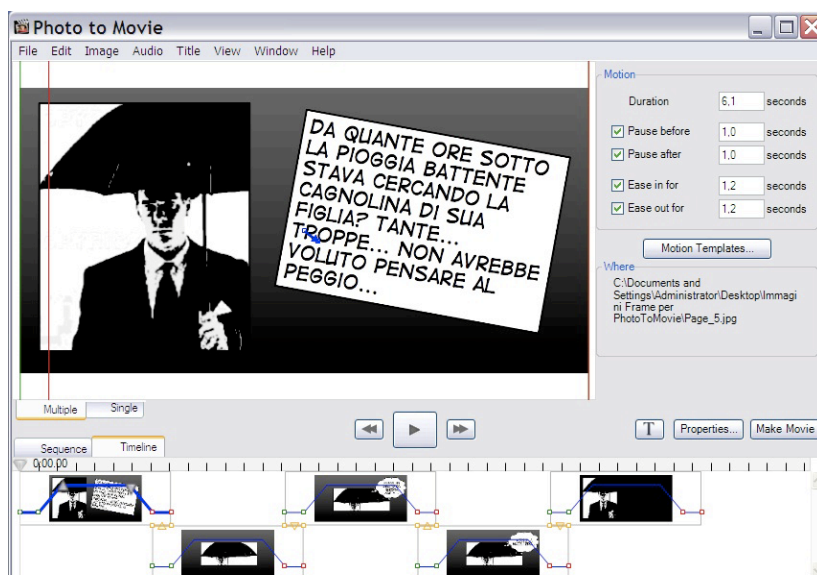 Photo to Movie
File Edit Image Audio Title View Window Help
DA QUANTE ORE SOTTO
LA PIOGGIA BATTENTE
STAVA CERCANDO LA
CAGNOLINA DI SUA
FIGLIA? TANTE...
TROPPE... NON AVREBBE
VOLUTO PENSARE AL
PEGGIO...
Motion
Duration 6,1 seconds
Pause before 1,0 seconds
Pause after 1,0 seconds
Ease in for 1,2 seconds
Ease out for 1,2 seconds
Motion Templates...
Where
C:\Documents and
Settings\Administrator\Desktop\Immagi
ni Frame per
PhotoToMovie\Page_5.jpg
Multiple Single
T Properties... Make Movie
Sequence Timeline
0:00.00